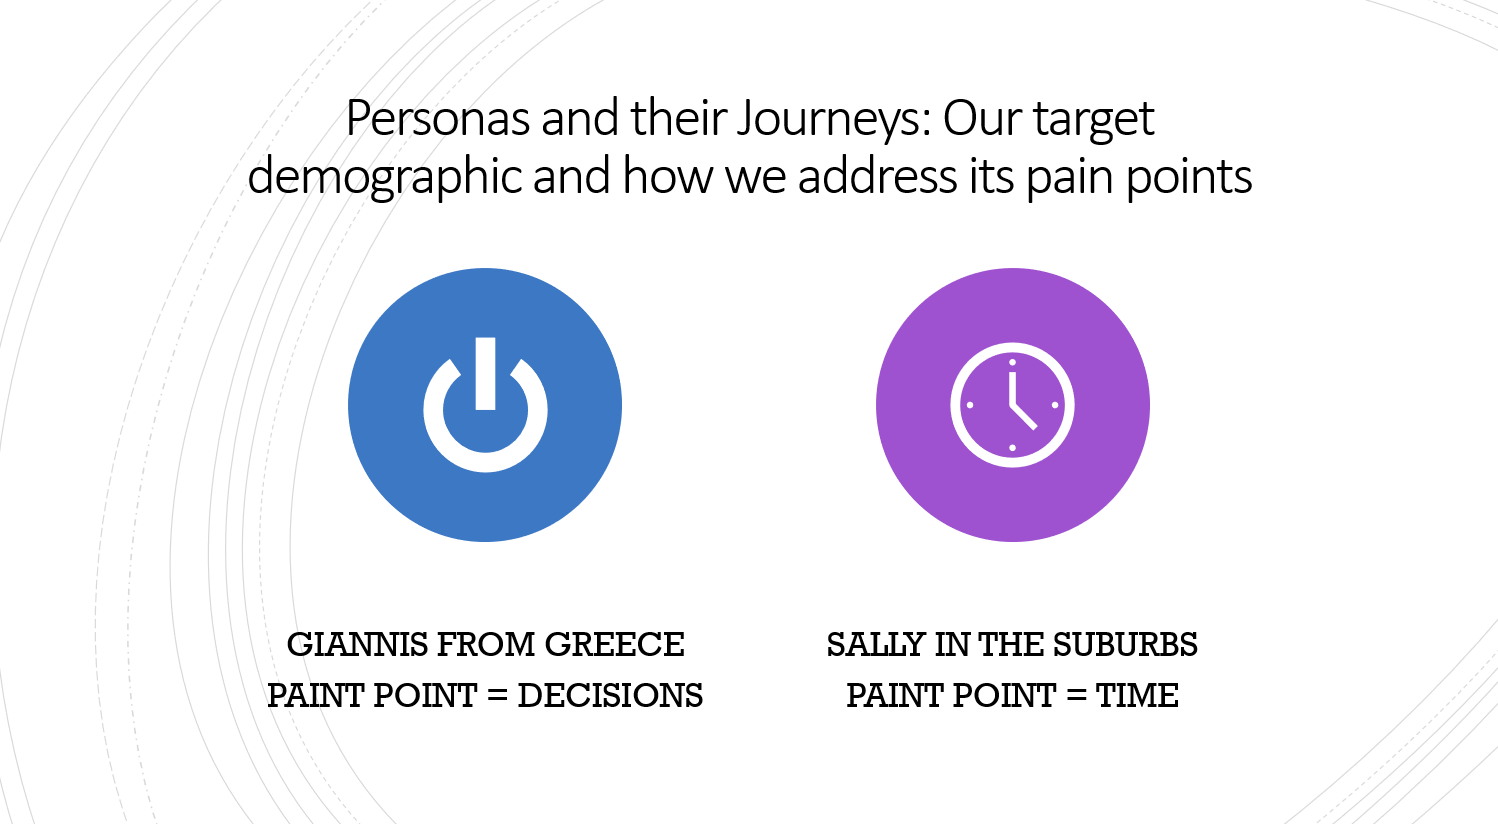 Personas and their Journeys: Our target
demographic and how we address its pain points
GIANNIS FROM GREECE
PAINT POINT = DECISIONS
SALLY IN THE SUBURBS
PAINT POINT = TIME